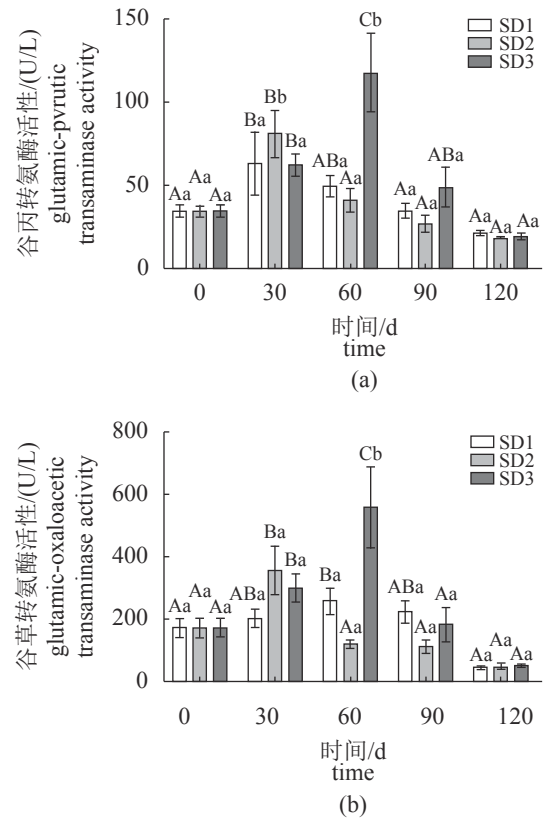 谷丙转氨酶活性/(U/L)
glutamic-pvrutic
transaminase activity
150
100
50
0
SD1
SD2
SD3
Aa Aa Aa
Ba Bb Ba
ABa Aa Cb
Aa Aa ABa
Aa Aa Aa
0 30 60 90 120
时间/d
time
(a)
谷草转氨酶活性/(U/L)
glutamic-oxaloacetic
transaminase activity
800
600
400
200
0
SD1
SD2
SD3
Aa Aa Aa
ABa Ba Ba
Ba Aa Cb
ABa Aa Aa
Aa Aa Aa
0 30 60 90 120
时间/d
time
(b)